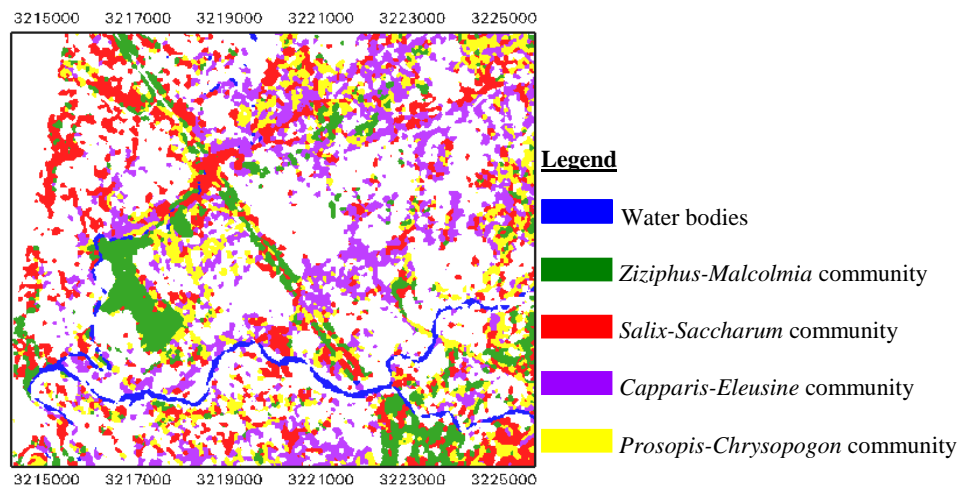 3215000 3217000 3219000 3221000 3223000 3225000
Legend
Water bodies
Ziziphus-Malcolmia community
Salix-Saccharum community
Capparis-Eleusine community
Prosopis-Chrysopogon community
3215000 3217000 3219000 3221000 3223000 3225000